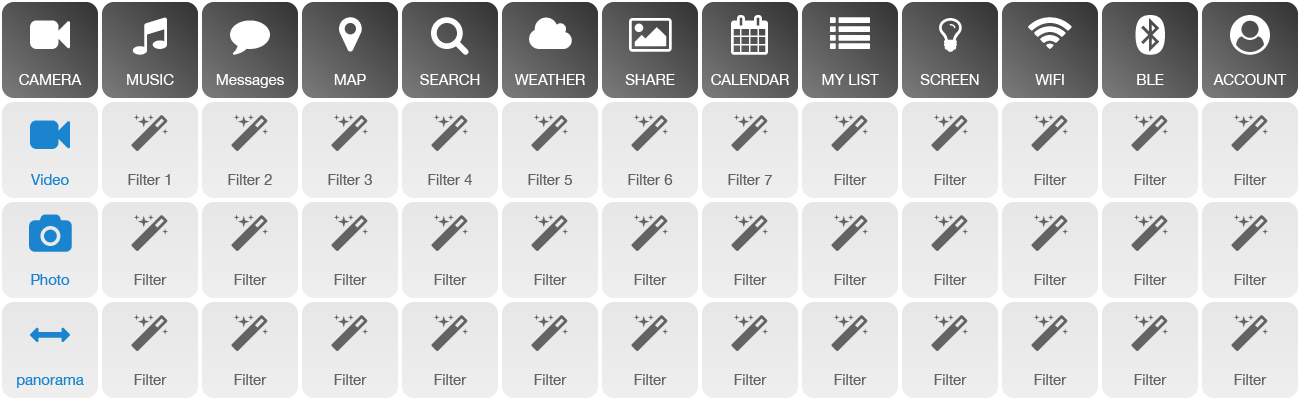 CAMERA MUSIC Messages MAP SEARCH WEATHER SHARE CALENDAR MY LIST SCREEN WIFI BLE ACCOUNT
Video Filter 1 Filter 2 Filter 3 Filter 4 Filter 5 Filter 6 Filter 7 Filter Filter Filter Filter Filter
Photo Filter Filter Filter Filter Filter Filter Filter Filter Filter Filter Filter Filter
panorama Filter Filter Filter Filter Filter Filter Filter Filter Filter Filter Filter Filter